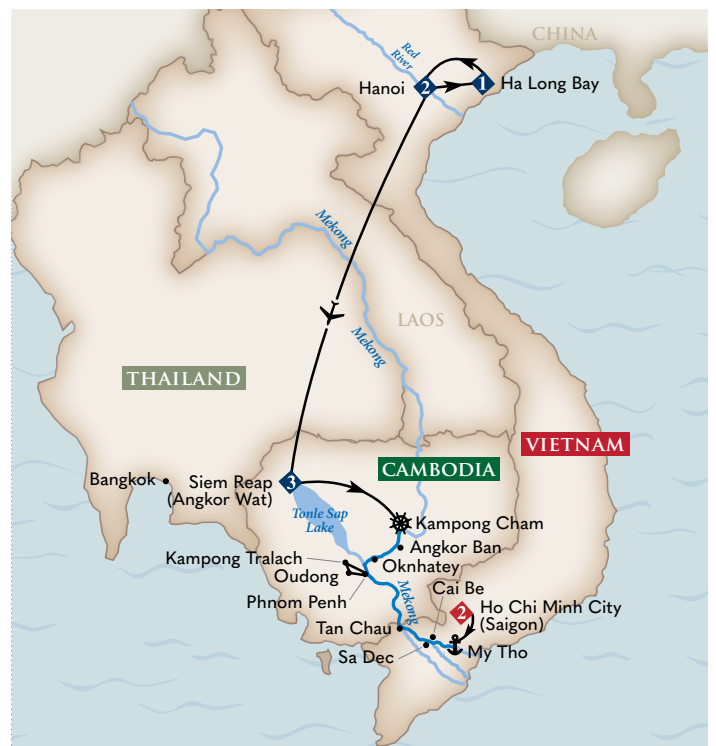 CHINA
Red
River
Hanoi
2
1
Ha Long Bay
Mekong
LAOS
Mekong
THAILAND
VIETNAM
CAMBODIA
Bangkok
Siem Reap
(Angkor Wat)
3
Tonle Sap
Lake
Kampong Cham
Angkor Ban
Kampong Tralach
Oknhatey
Oudong
Phnom Penh
Mekong
Cai Be
2
Ho Chi Minh City
(Saigon)
Tan Chau
Sa Dec
My Tho